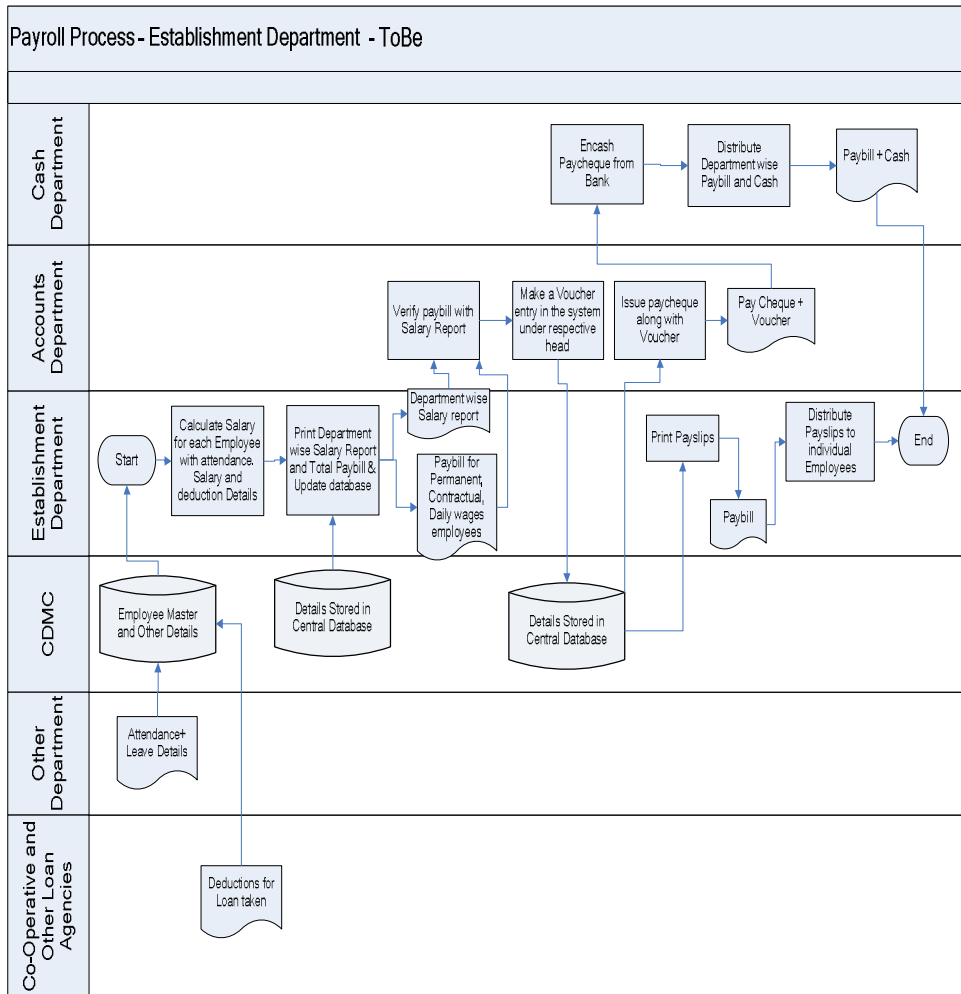 Payroll Process - Establishment Department - ToBe
Cash
Department
Encash
Paycheque from
Bank
Distribute
Department wise
Paybill and Cash
Paybill + Cash
Accounts
Department
Verify paybill with
Salary Report
Make a Voucher
entry in the system
under respective
head
Issue paycheque
along with
Voucher
Pay Cheque +
Voucher
Establishment
Department
Start
Calculate Salary
for each Employee
with attendance.
Salary and
deduction Details
Print Department
wise Salary Report
and Total Paybill &
Update database
Department wise
Salary report
Paybill for
Permanent,
Contractual,
Daily wages
employees
Print Payslips
Paybill
Distribute
Payslips to
individual
Employees
End
CDMC
Employee Master
and Other Details
Details Stored in
Central Database
Details Stored in
Central Database
Other
Department
Attendance+
Leave Details
Co-Operative and
Other Loan
Agencies
Deductions for
Loan taken